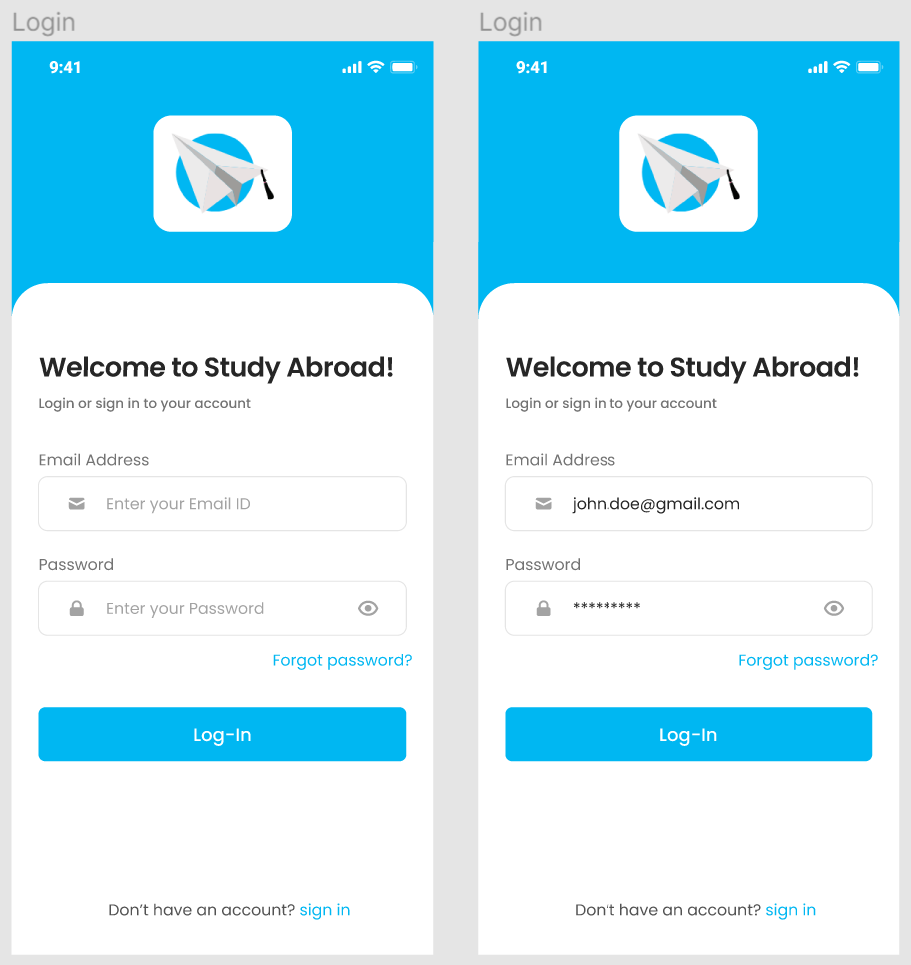 Login
9:41
Welcome to Study Abroad!
Login or sign in to your account
Email Address
Enter your Email ID
Password
Enter your Password
Forgot password?
Log-In
Don’t have an account? sign in
Login
9:41
Welcome to Study Abroad!
Login or sign in to your account
Email Address
john.doe@gmail.com
Password
*********
Forgot password?
Log-In
Don't have an account? sign in